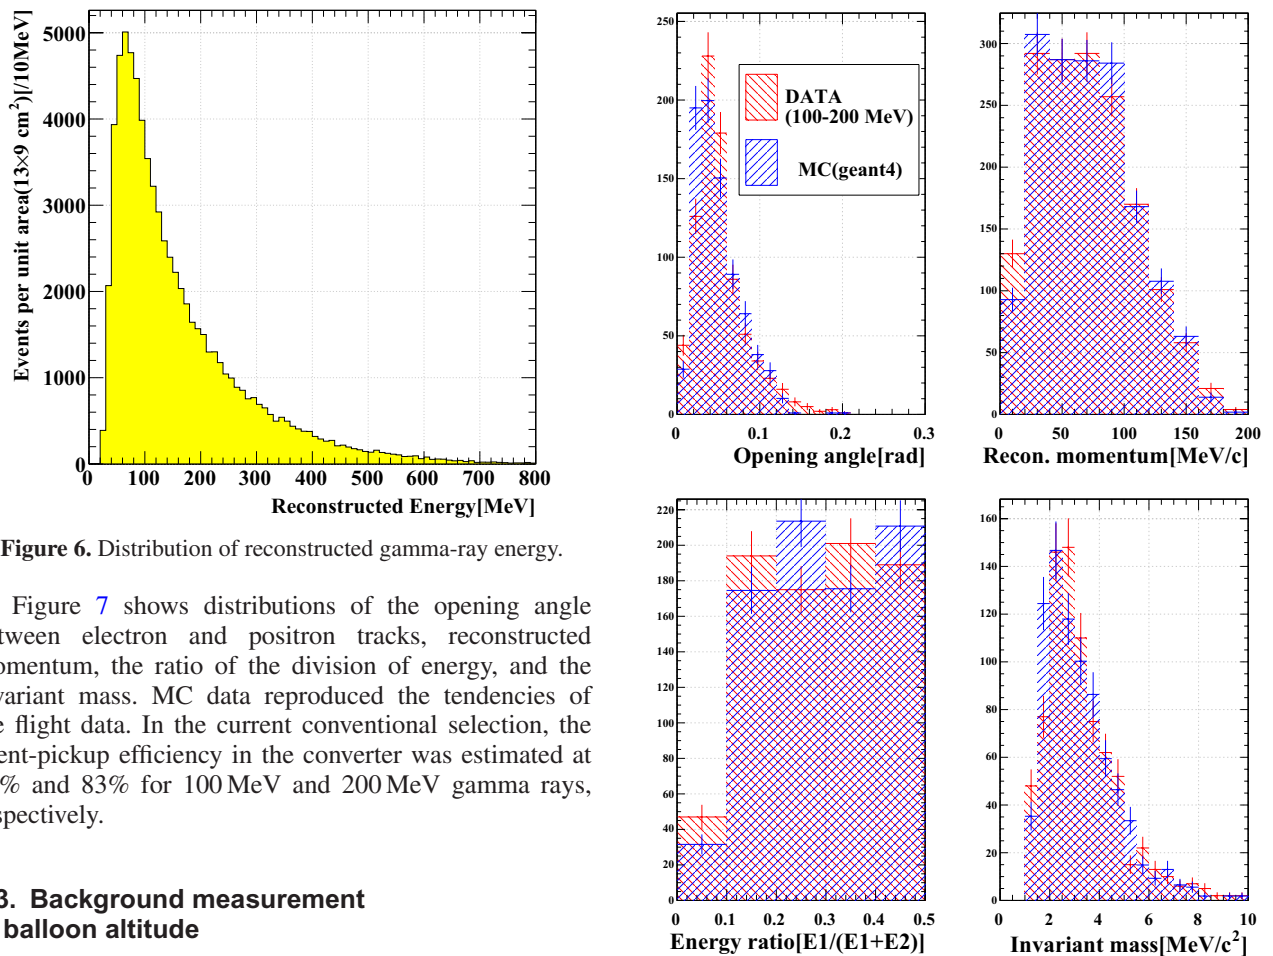 Events per unit area(13×9 cm²)[/10MeV]
5000
4000
3000
2000
1000
0
0 100 200 300 400 500 600 700 800
Reconstructed Energy[MeV]
Figure 6. Distribution of reconstructed gamma-ray energy.
Figure 7 shows distributions of the opening angle
tween electron and positron tracks, reconstructed
omentum, the ratio of the division of energy, and the
variant mass. MC data reproduced the tendencies of
e flight data. In the current conventional selection, the
ent-pickup efficiency in the converter was estimated at
% and 83% for 100 MeV and 200 MeV gamma rays,
spectively.
3. Background measurement
balloon altitude
250
200
150
100
50
0
0 0.1 0.2 0.3
Opening angle[rad]
DATA
(100-200 MeV)
MC(geant4)
300
250
200
150
100
50
0
0 50 100 150 200
Recon. momentum[MeV/c]
220
200
180
160
140
120
100
80
60
40
20
0
0 0.1 0.2 0.3 0.4 0.5
Energy ratio[E1/(E1+E2)]
160
140
120
100
80
60
40
20
0
0 2 4 6 8 10
Invariant mass[MeV/c²]